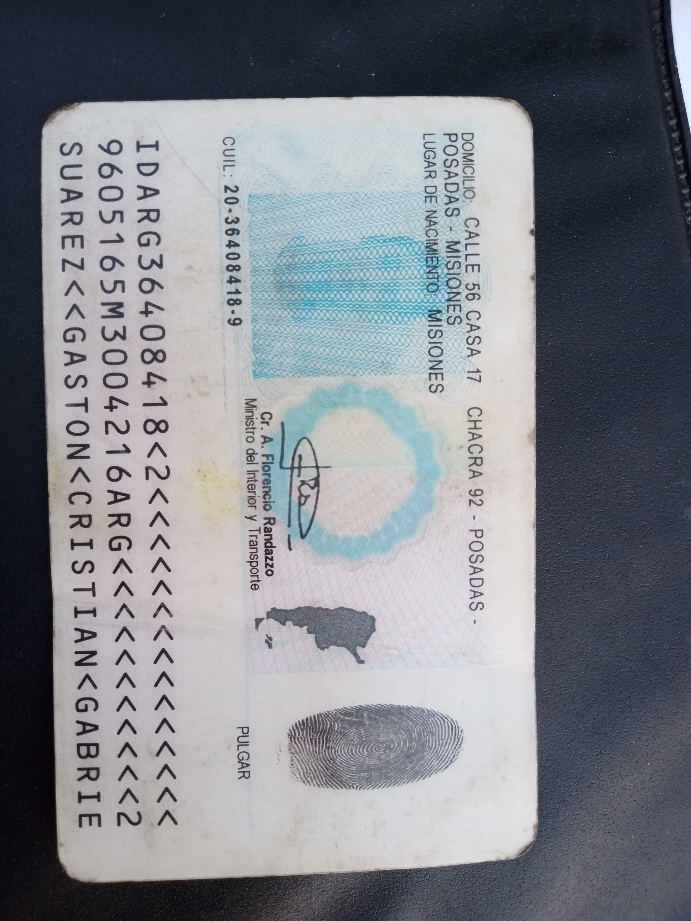 DOMICILIO: CALLE 56 CASA 17 CHACRA 92 - POSADAS -
POSADAS - MISIONES
LUGAR DE NACIMIENTO: MISIONES
Cr. A. Florencio Randazzo
Ministro del Interior y Transporte
CUIL: 20-36408418-9
PULGAR
IDARG36408418<2<<<<<<<<<<<<<<<
9605165M3004216ARG<<<<<<<<<<<2
SUAREZ<<GASTON<CRISTIAN<GABRIE